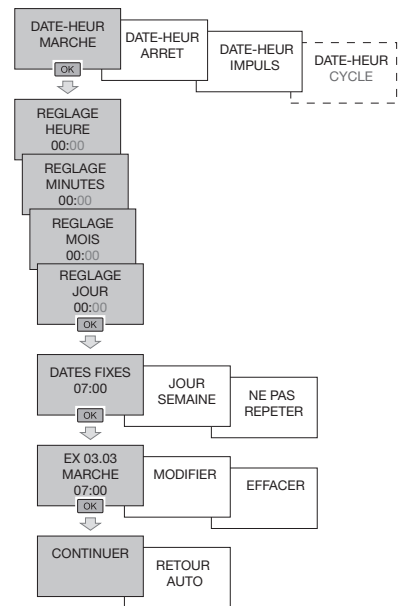 DATE-HEUR
MARCHE
OK
DATE-HEUR
ARRET
DATE-HEUR
IMPULS
DATE-HEUR
CYCLE
REGLAGE
HEURE
00:00
REGLAGE
MINUTES
00:00
REGLAGE
MOIS
00:00
REGLAGE
JOUR
00:00
OK
DATES FIXES
07:00
OK
JOUR
SEMAINE
NE PAS
REPETER
EX 03.03
MARCHE
07:00
OK
MODIFIER
EFFACER
CONTINUER
RETOUR
AUTO